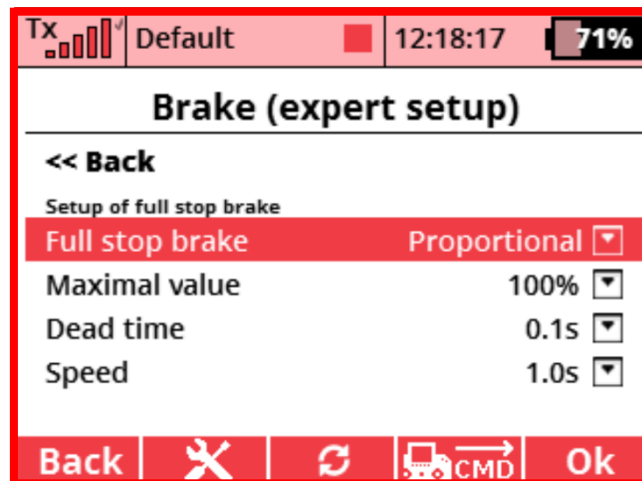 Tx Default 12:18:17 71%
Brake (expert setup)
<< Back
Setup of full stop brake
Full stop brake Proportional
Maximal value 100%
Dead time 0.1s
Speed 1.0s
Back CMD Ok